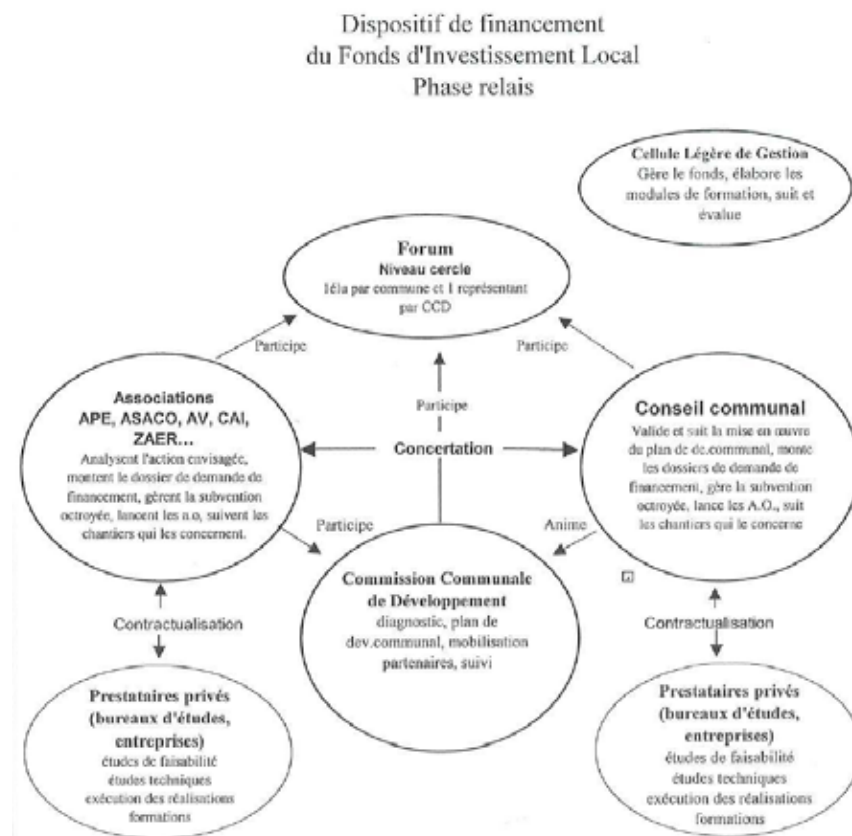 Dispositif de financement
du Fonds d'Investissement Local
Phase relais
Cellule Légère de Gestion
Gère le fonds, élabore les
modules de formation, suit et
évalue
Forum
Niveau cercle
1élu par commune et 1 représentant
par CCD
Participe
Participe
Participe
Associations
APE, ASACO, AV, CAI,
ZAER...
Analysent l'action envisagée,
montent le dossier de demande de
financement, gèrent la subvention
octroyée, lancent les a.o, suivent les
chantiers qui les concernent.
Concertation
Conseil communal
Valide et suit la mise en œuvre
du plan de de.communal, monte
les dossiers de demande de
financement, gère la subvention
octroyée, lance les A.O., suit
les chantiers qui le concerne
Participe
Anime
Commission Communale
de Développement
diagnostic, plan de
dev.communal, mobilisation
partenaires, suivi
Contractualisation
Contractualisation
Prestataires privés
(bureaux d'études,
entreprises)
études de faisabilité
études techniques
exécution des réalisations
formations
Prestataires privés
(bureaux d'études,
entreprises)
études de faisabilité
études techniques
exécution des réalisations
formations